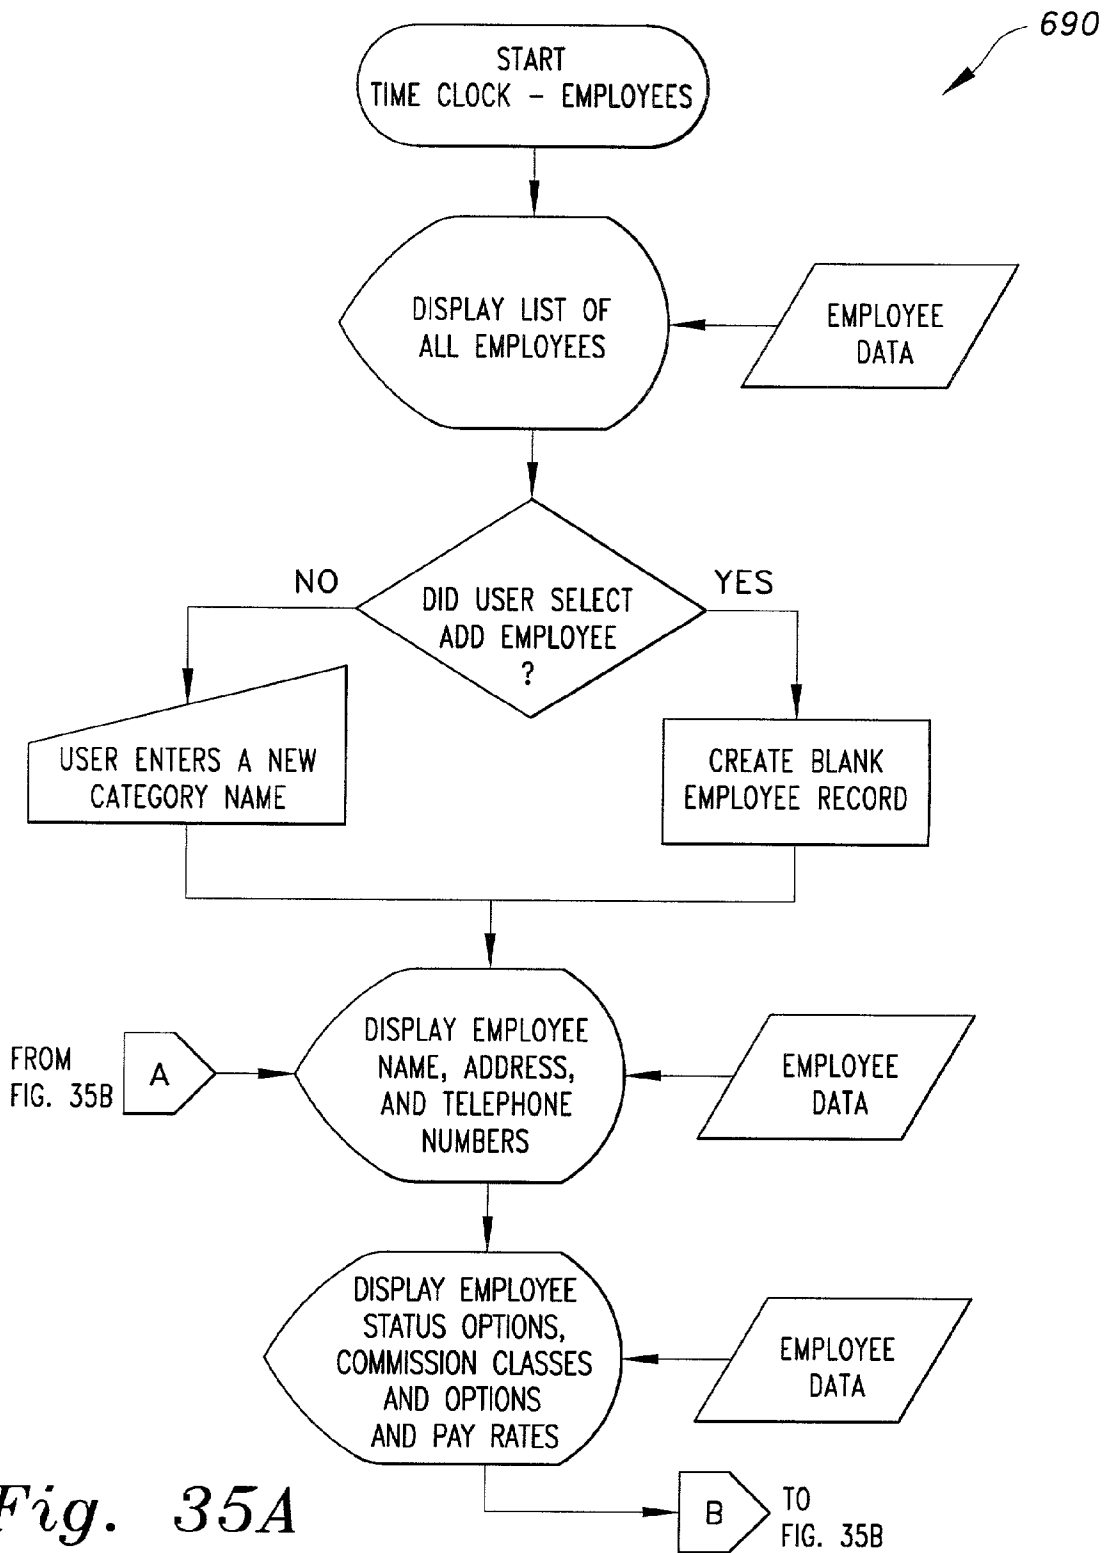 690
START
TIME CLOCK - EMPLOYEES
DISPLAY LIST OF
ALL EMPLOYEES
EMPLOYEE
DATA
NO
YES
DID USER SELECT
ADD EMPLOYEE
?
USER ENTERS A NEW
CATEGORY NAME
CREATE BLANK
EMPLOYEE RECORD
FROM
FIG. 35B
A
DISPLAY EMPLOYEE
NAME, ADDRESS,
AND TELEPHONE
NUMBERS
EMPLOYEE
DATA
DISPLAY EMPLOYEE
STATUS OPTIONS,
COMMISSION CLASSES
AND OPTIONS
AND PAY RATES
EMPLOYEE
DATA
B
TO
FIG. 35B
Fig. 35A